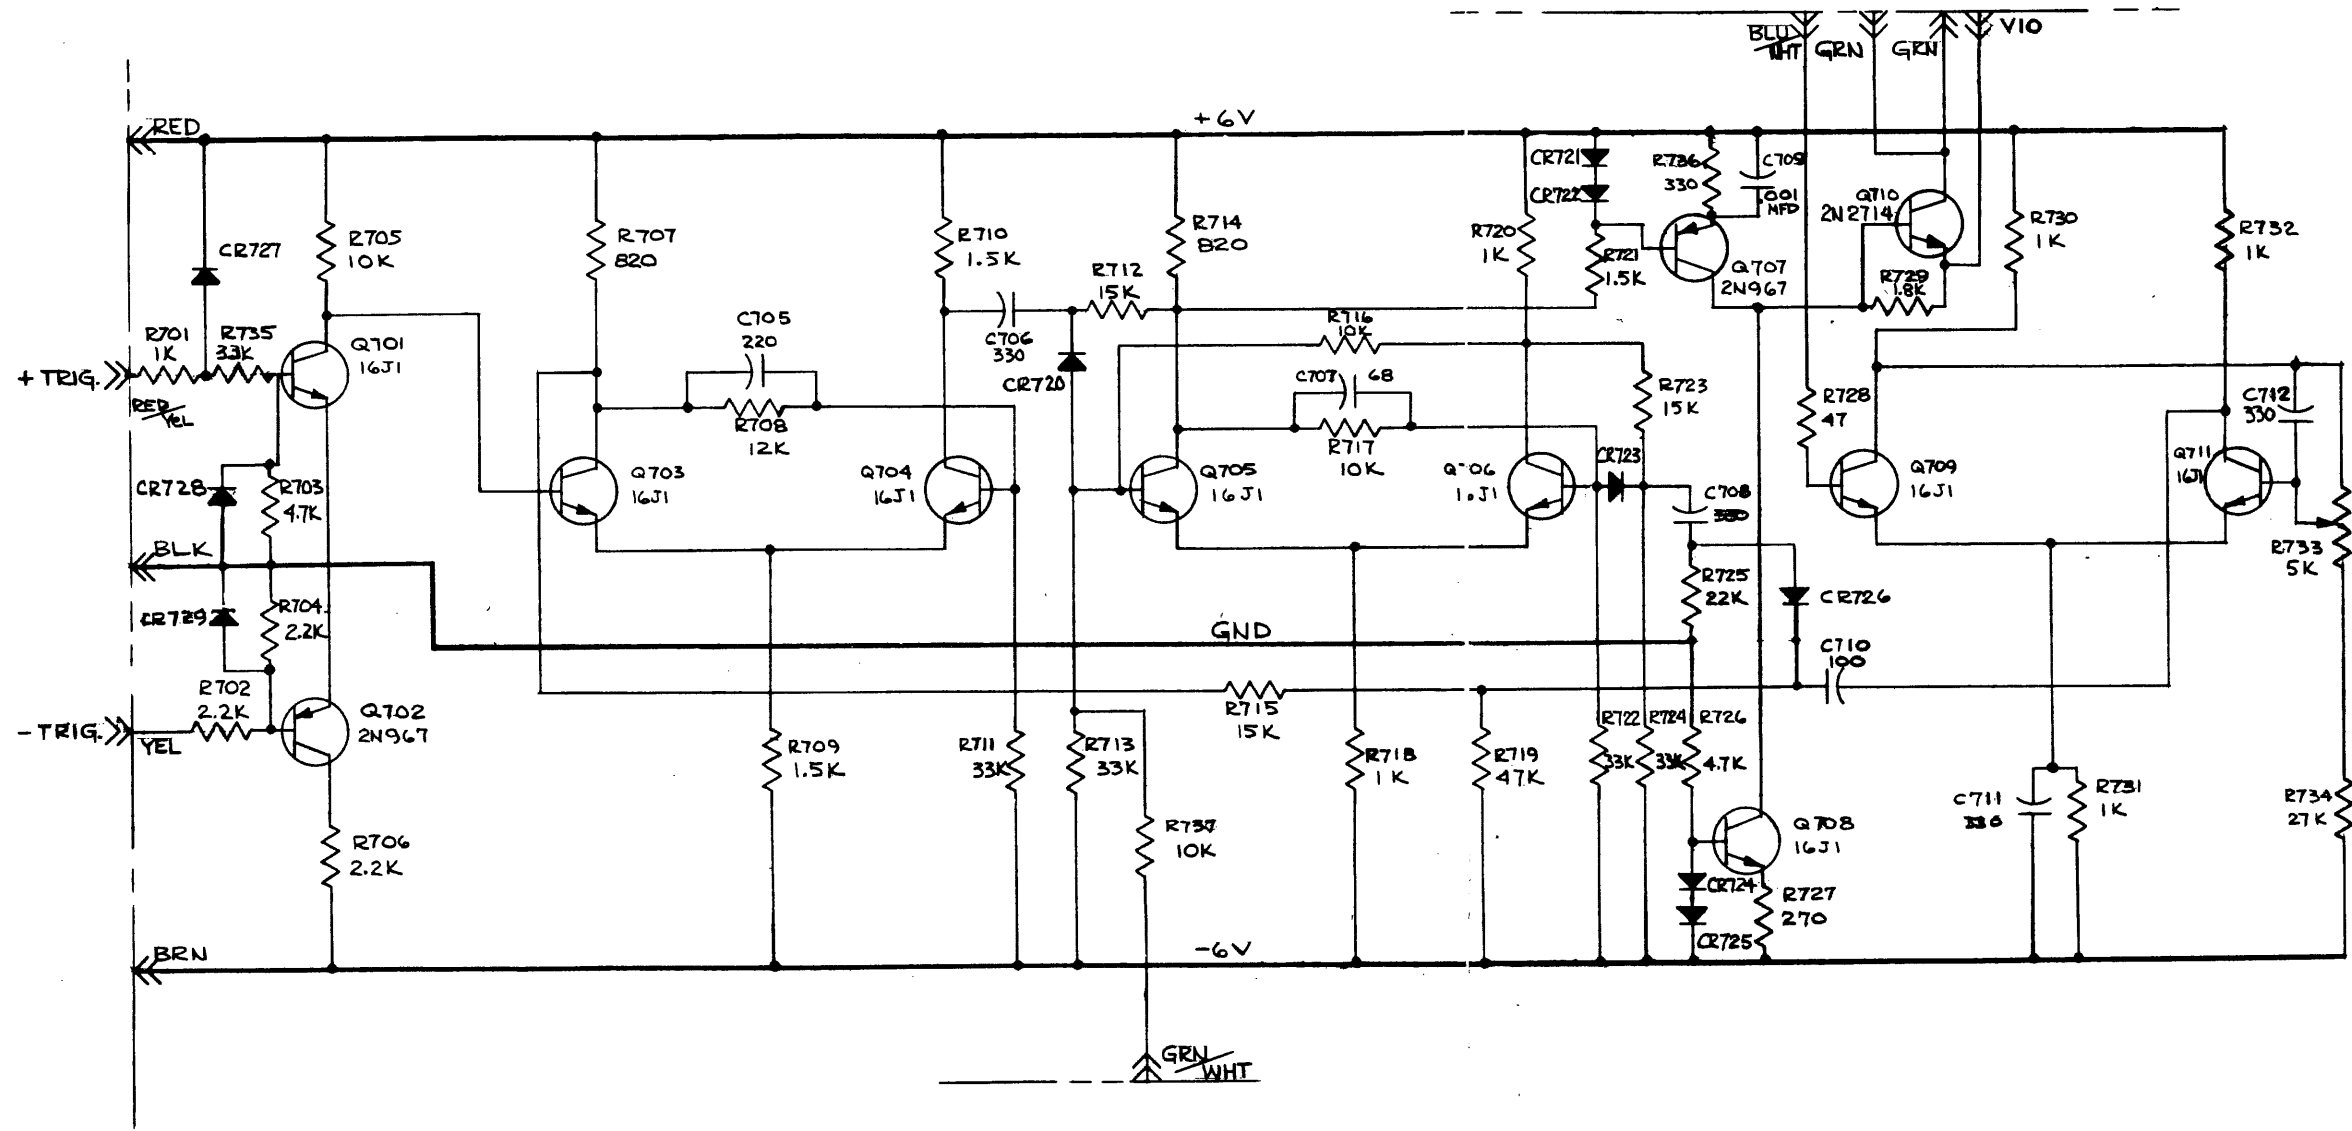 BLU/WHT
GRN
GRN
VIO
RED
+6V
CR721
CR722
R736
330
C709
.001
MFD
Q710
2N2714
R730
1K
R732
1K
CR727
R705
10K
R707
820
R710
1.5K
R714
820
R712
15K
R720
1K
R721
1.5K
Q707
2N967
R729
1.8K
R701
1K
R735
33K
Q701
16J1
C705
220
C706
330
R716
10K
+ TRIG.
RED/YEL
CR720
C707
68
R723
15K
R728
47
C712
330
R708
12K
R717
10K
CR728
R703
4.7K
Q703
16J1
Q704
16J1
Q705
16J1
CR723
C708
Q709
16J1
Q711
16J1
BLK
R733
5K
CR729
R704
2.2K
R725
22K
CR726
GND
C710
100
R702
2.2K
Q702
2N967
- TRIG.
YEL
R715
15K
R709
1.5K
R711
33K
R713
33K
R718
1K
R719
47K
R722
33K
R724
33K
R726
4.7K
R706
2.2K
R737
10K
Q708
16J1
C711
R731
1K
R734
27K
CR724
R727
270
CR725
BRN
-6V
GRN/WHT